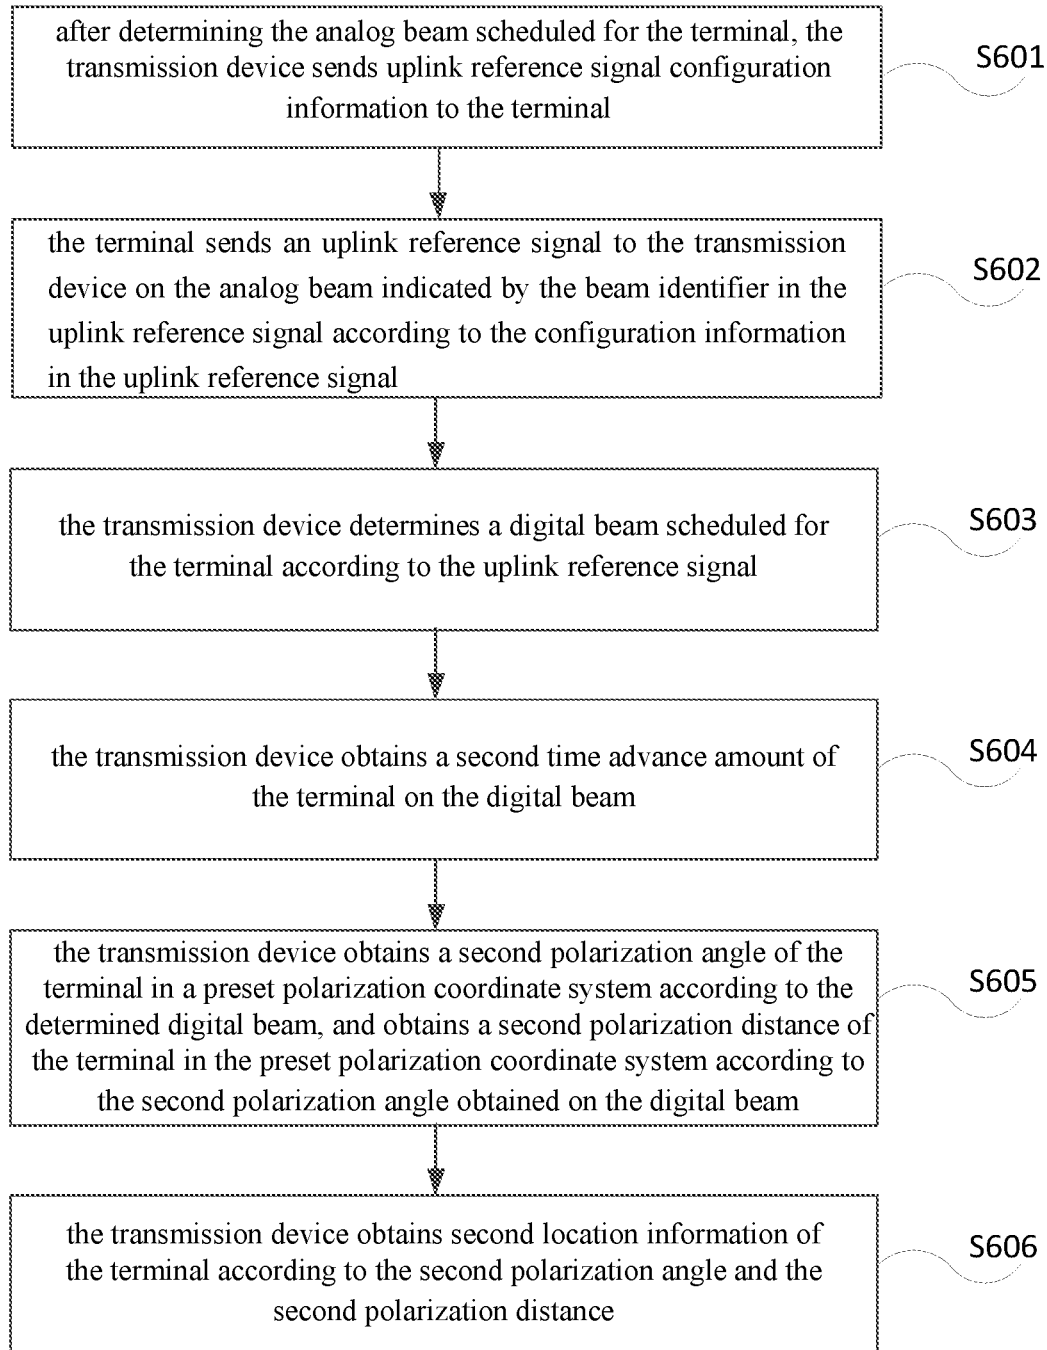 after determining the analog beam scheduled for the terminal, the
transmission device sends uplink reference signal configuration
information to the terminal
S601
the terminal sends an uplink reference signal to the transmission
device on the analog beam indicated by the beam identifier in the
uplink reference signal according to the configuration information
in the uplink reference signal
S602
the transmission device determines a digital beam scheduled for
the terminal according to the uplink reference signal
S603
the transmission device obtains a second time advance amount of
the terminal on the digital beam
S604
the transmission device obtains a second polarization angle of the
terminal in a preset polarization coordinate system according to the
determined digital beam, and obtains a second polarization distance of
the terminal in the preset polarization coordinate system according to
the second polarization angle obtained on the digital beam
S605
the transmission device obtains second location information of
the terminal according to the second polarization angle and the
second polarization distance
S606